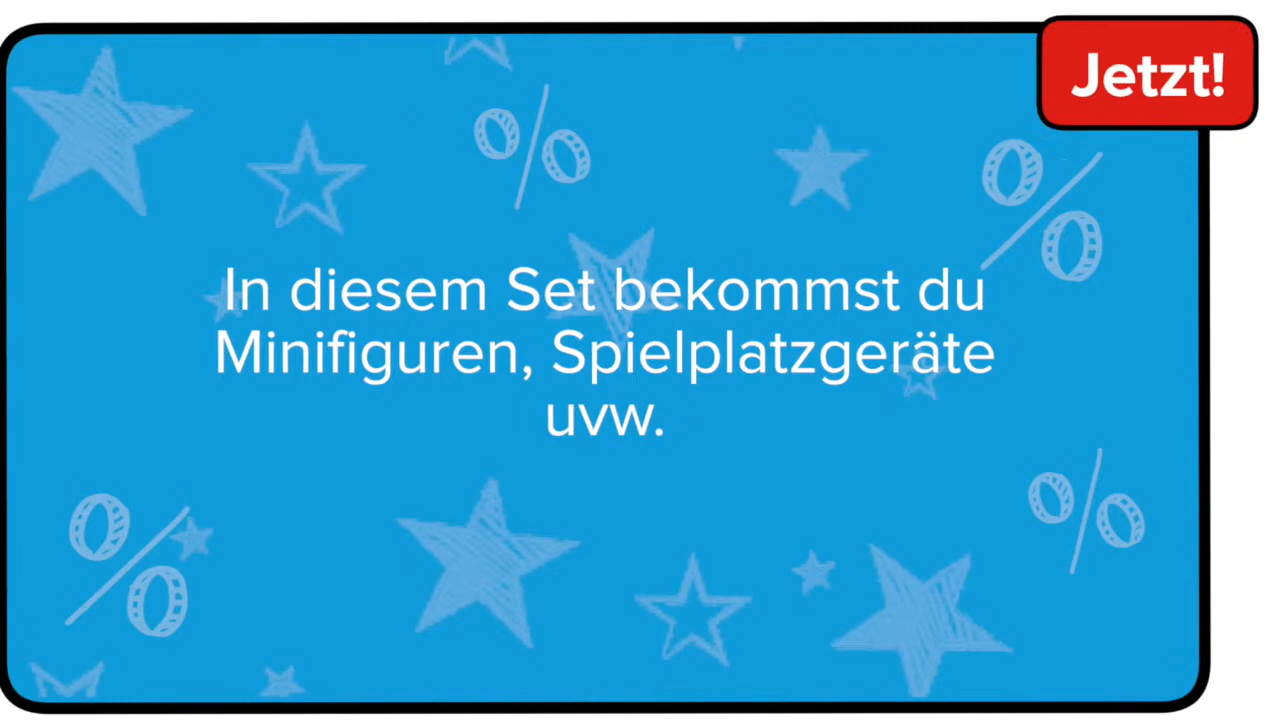 Jetzt!
In diesem Set bekommst du
Minifiguren, Spielplatzgeräte
uvw.